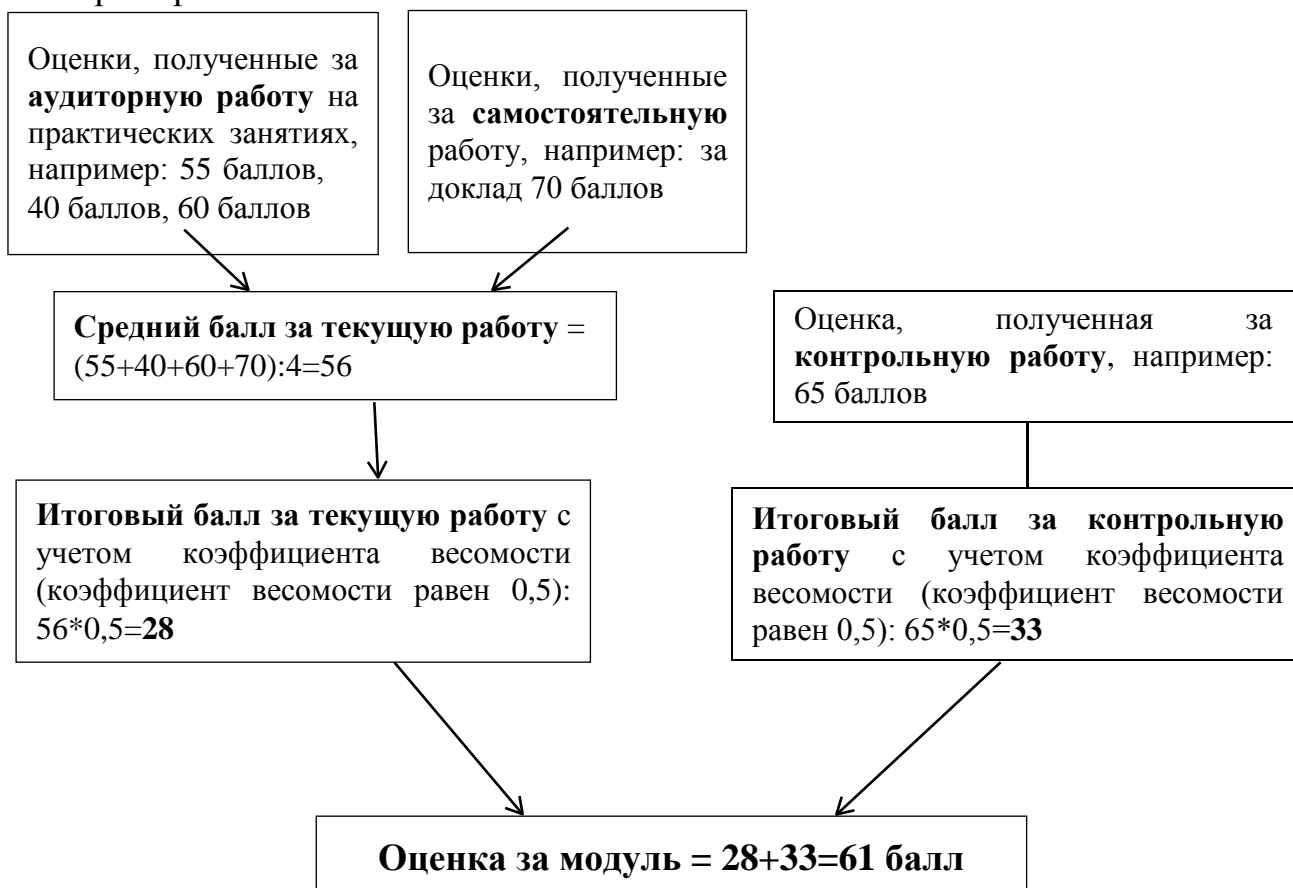 Оценки, полученные за
аудиторную работу на
практических занятиях,
например: 55 баллов,
40 баллов, 60 баллов
Оценки, полученные
за самостоятельную
работу, например: за
доклад 70 баллов
Средний балл за текущую работу =
(55+40+60+70):4=56
Оценка, полученная за
контрольную работу, например:
65 баллов
Итоговый балл за текущую работу с
учетом коэффициента весомости
(коэффициент весомости равен 0,5):
56*0,5=28
Итоговый балл за контрольную
работу с учетом коэффициента
весомости (коэффициент весомости
равен 0,5): 65*0,5=33
Оценка за модуль = 28+33=61 балл